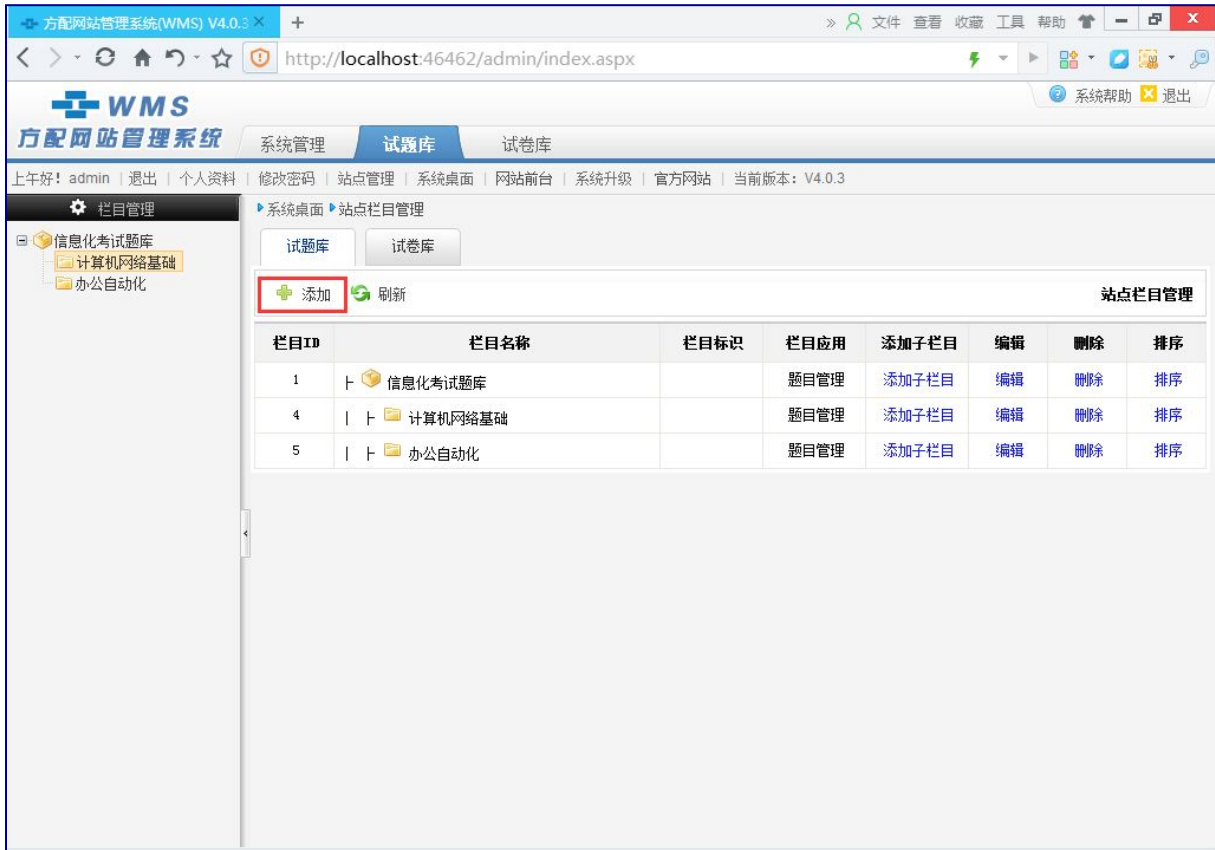 方配网站管理系统(WMS) V4.0.3 × + » 文件 查看 收藏 工具 帮助
http://localhost:46462/admin/index.aspx
系统帮助 退出
WMS
方配网站管理系统 系统管理 试题库 试卷库
上午好! admin | 退出 | 个人资料 | 修改密码 | 站点管理 | 系统桌面 | 网站前台 | 系统升级 | 官方网站 | 当前版本: V4.0.3
栏目管理 系统桌面 站点栏目管理
信息化考试题库
计算机网络基础
办公自动化
试题库 试卷库
添加 刷新 站点栏目管理
栏目ID 栏目名称 栏目标识 栏目应用 添加子栏目 编辑 删除 排序
1 ├ 信息化考试题库 题目管理 添加子栏目 编辑 删除 排序
4 | ├ 计算机网络基础 题目管理 添加子栏目 编辑 删除 排序
5 | ├ 办公自动化 题目管理 添加子栏目 编辑 删除 排序